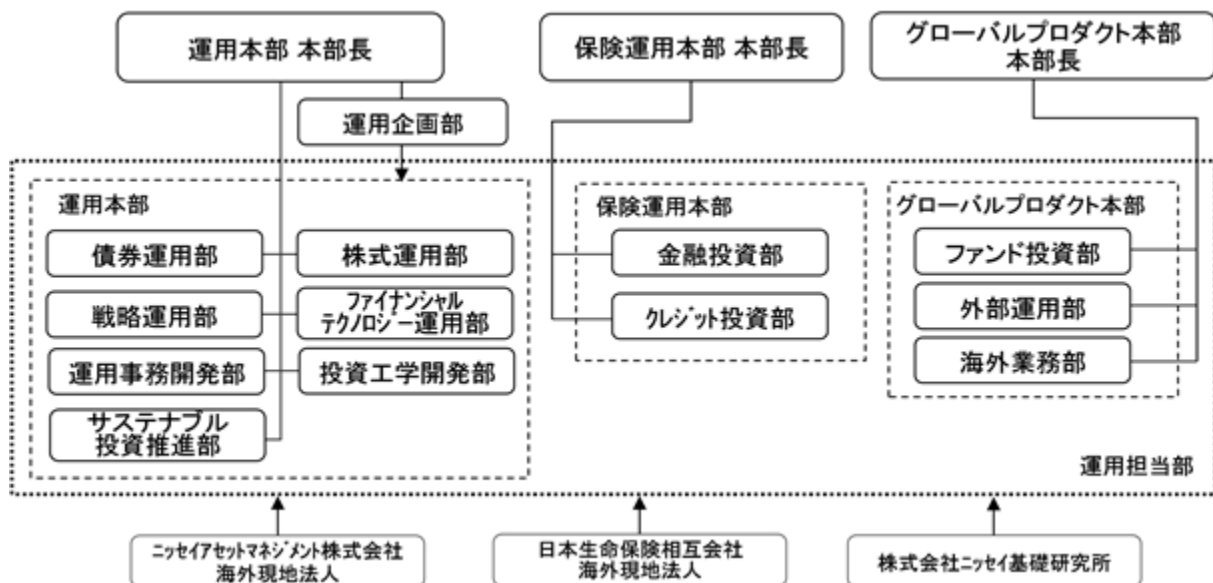 運用本部 本部長
保険運用本部 本部長
グローバルプロダクト本部
本部長
運用企画部
運用本部
債券運用部
株式運用部
戦略運用部
ファイナンシャル
テクノロジー運用部
運用事務開発部
投資工学開発部
サステナブル
投資推進部
保険運用本部
金融投資部
クレジット投資部
グローバルプロダクト本部
ファンド投資部
外部運用部
海外業務部
運用担当部
ニッセイアセットマネジメント株式会社
海外現地法人
日本生命保険相互会社
海外現地法人
株式会社ニッセイ基礎研究所